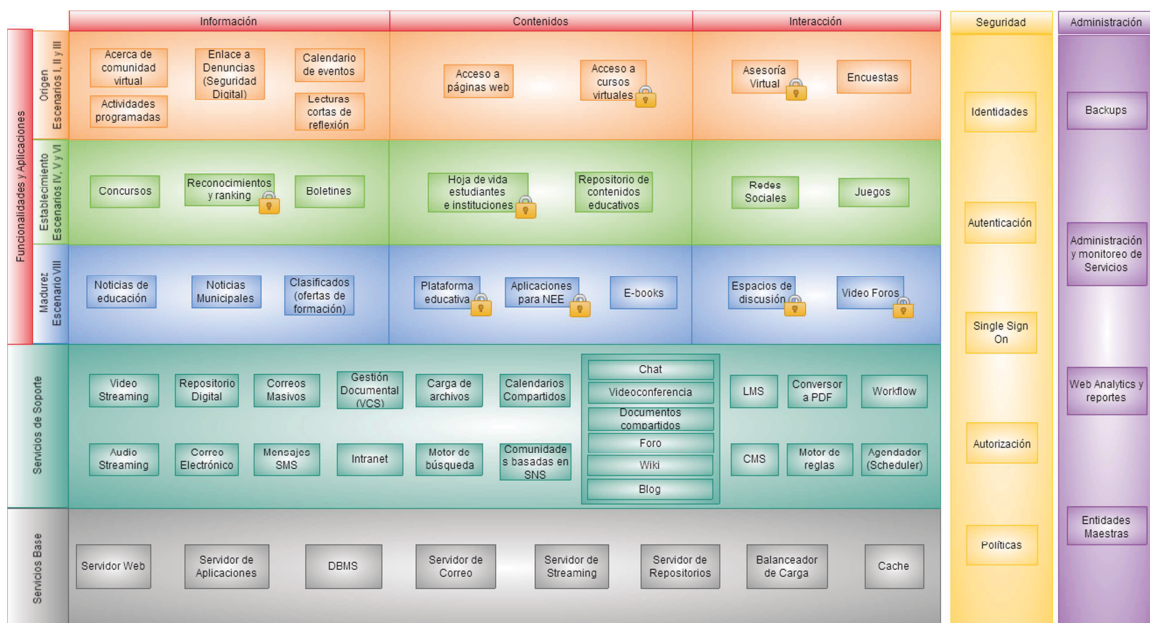 Información
Contenidos
Interacción
Seguridad
Administración
Funcionalidades y Aplicaciones
Origen
Escenarios I, II y III
Acerca de
comunidad
virtual
Enlace a
Denuncias
(Seguridad
Digital)
Calendario
de eventos
Actividades
programadas
Lecturas
cortas de
reflexión
Acceso a
páginas web
Acceso a
cursos
virtuales
Asesoría
Virtual
Encuestas
Establecimiento
Escenarios IV, V y VI
Concursos
Reconocimientos
y ranking
Boletines
Hoja de vida
estudiantes
e instituciones
Repositorio de
contenidos
educativos
Redes
Sociales
Juegos
Madurez
Escenario VIII
Noticias de
educación
Noticias
Municipales
Clasificados
(ofertas de
formación)
Plataforma
educativa
Aplicaciones
para NEE
E-books
Espacios de
discusión
Video Foros
Servicios de Soporte
Video
Streaming
Repositorio
Digital
Correos
Masivos
Gestión
Documental
(VCS)
Carga de
archivos
Calendarios
Compartidos
Audio
Streaming
Correo
Electrónico
Mensajes
SMS
Intranet
Motor de
búsqueda
Comunidade
s basadas en
SNS
Chat
Videoconferencia
Documentos
compartidos
Foro
Wiki
Blog
LMS
Conversor
a PDF
Workflow
CMS
Motor de
reglas
Agendador
(Scheduler)
Servicios Base
Servidor Web
Servidor de
Aplicaciones
DBMS
Servidor de
Correo
Servidor de
Streaming
Servidor de
Repositorios
Balanceador
de Carga
Cache
Identidades
Autenticación
Single Sign
On
Autorización
Políticas
Backups
Administración
y monitoreo de
Servicios
Web Analytics y
reportes
Entidades
Maestras